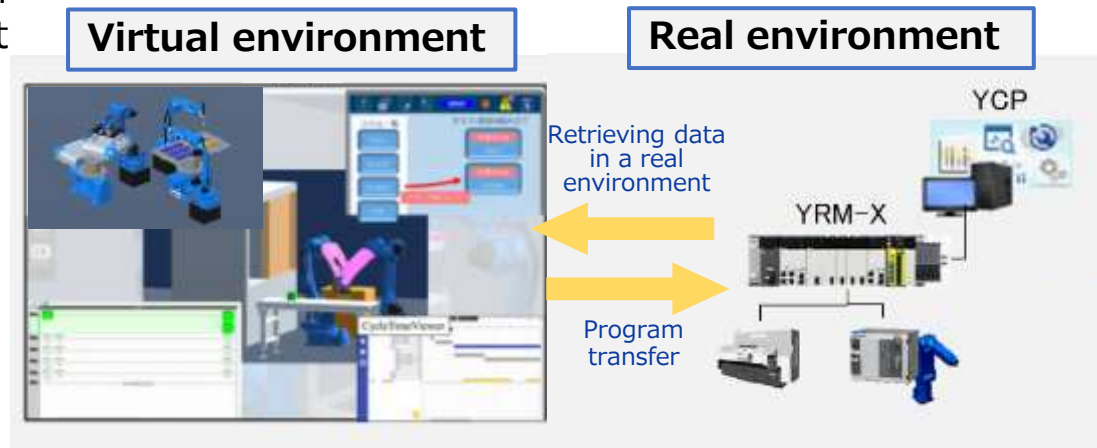 t
Virtual environment
Real environment
YCP
Retrieving data
in a real
environment
YRM-X
CycleTimeViewer
Program
transfer